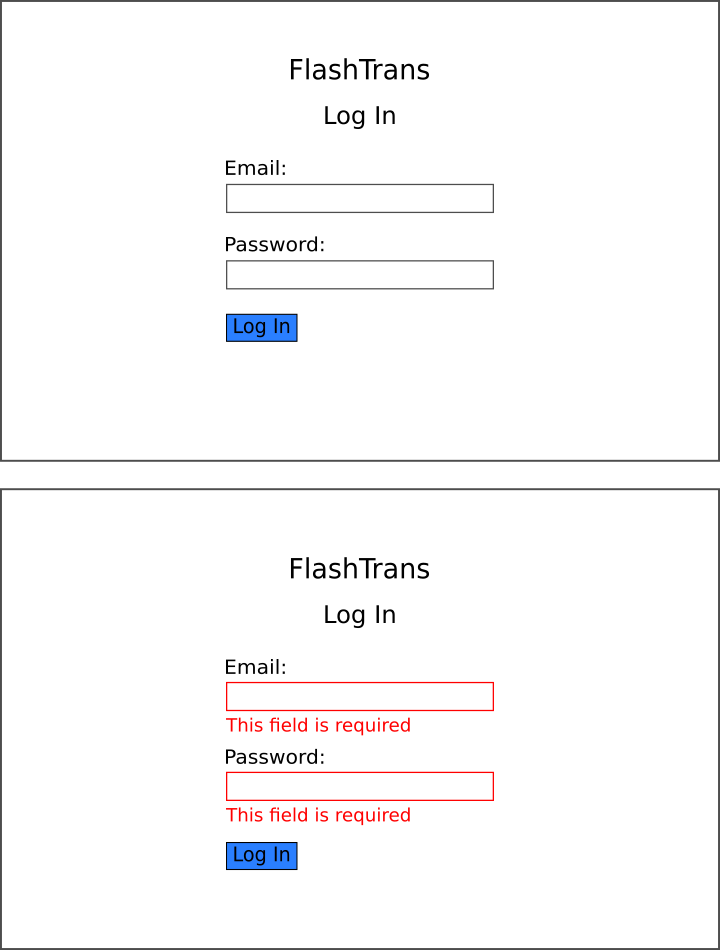 FlashTrans
Log In
Email:
Password:
Log In
FlashTrans
Log In
Email:
This field is required
Password:
This field is required
Log In